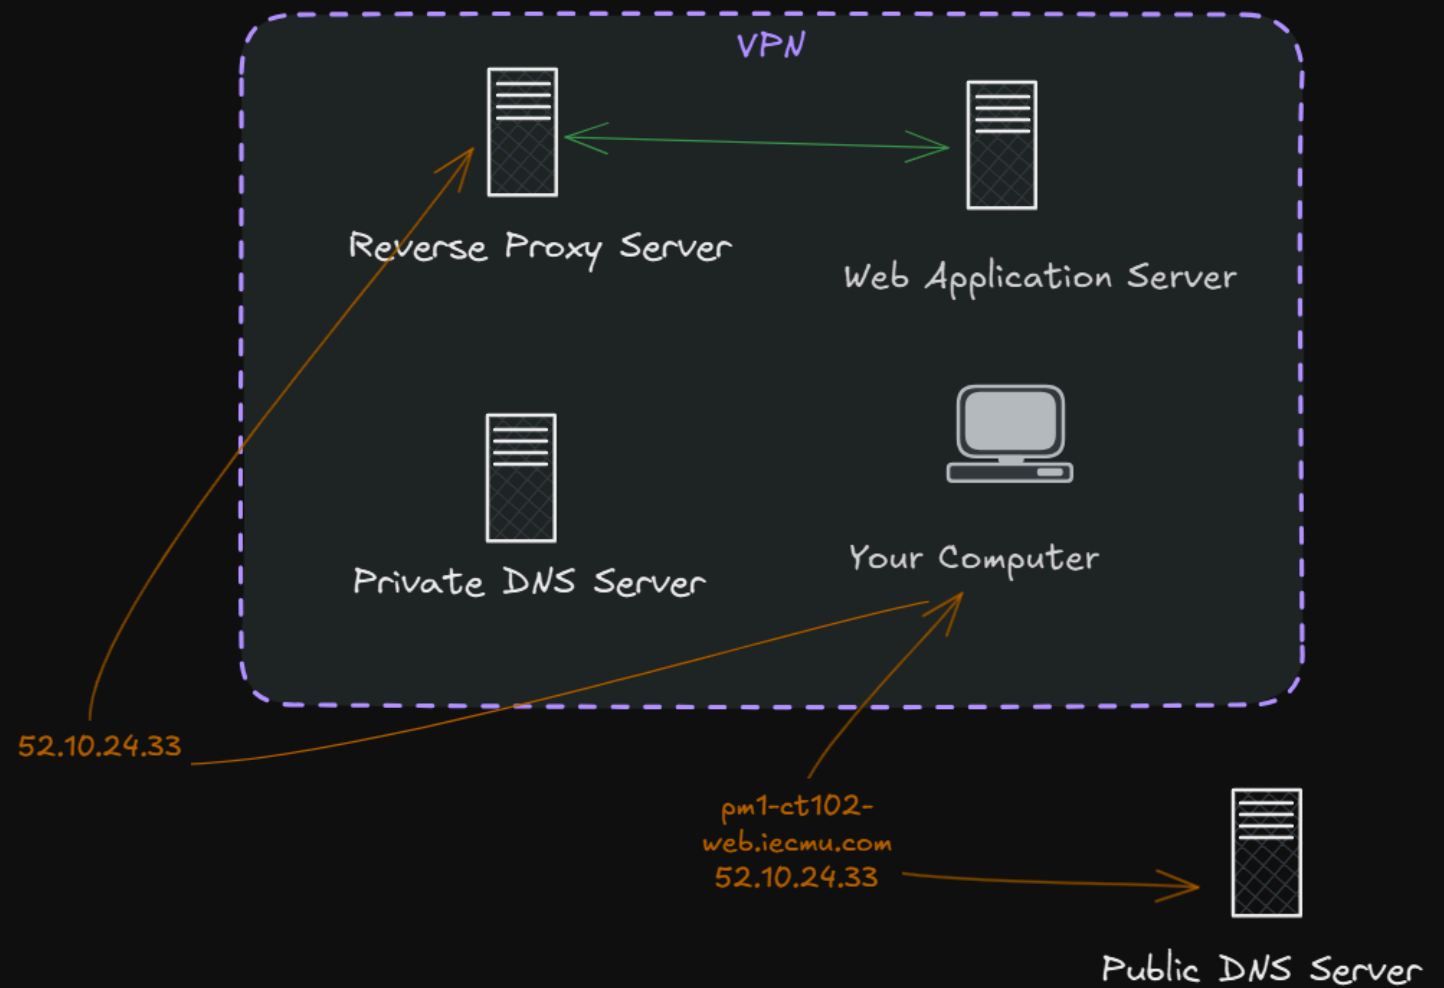 VPN
Reverse Proxy Server
Web Application Server
Private DNS Server
Your Computer
52.10.24.33
pm1-ct102-
web.iecmu.com
52.10.24.33
Public DNS Server